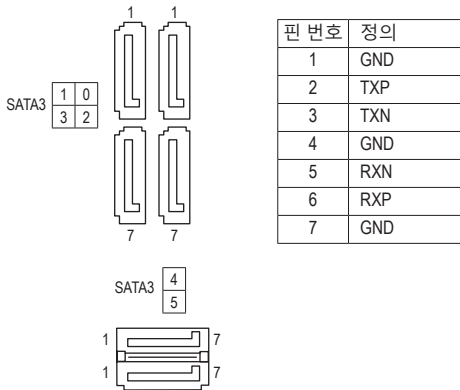 1 1
SATA3 1 0
3 2
7 7
핀 번호 정의
1 GND
2 TXP
3 TXN
4 GND
5 RXN
6 RXP
7 GND
SATA3 4
5
1 7
1 7